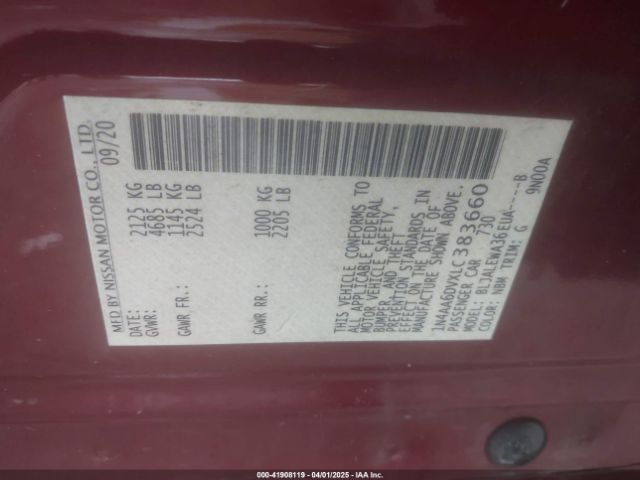 MFD BY NISSAN MOTOR CO., LTD.
DATE: 09/20
GVWR: 2125 KG
4685 LB
GAWR FR.: 1145 KG
2524 LB
GAWR RR.: 1000 KG
2205 LB
THIS VEHICLE CONFORMS TO
ALL APPLICABLE FEDERAL
MOTOR VEHICLE SAFETY,
BUMPER, AND THEFT
PREVENTION STANDARDS IN
EFFECT ON THE DATE OF
MANUFACTURE SHOWN ABOVE.
1N4AA6DVXLC383660
PASSENGER CAR 730
MODEL: BLJALEWA36EUA-----B
COLOR: NBM TRIM: G 9N00A
000-41908119 - 04/01/2025 - IAA Inc.